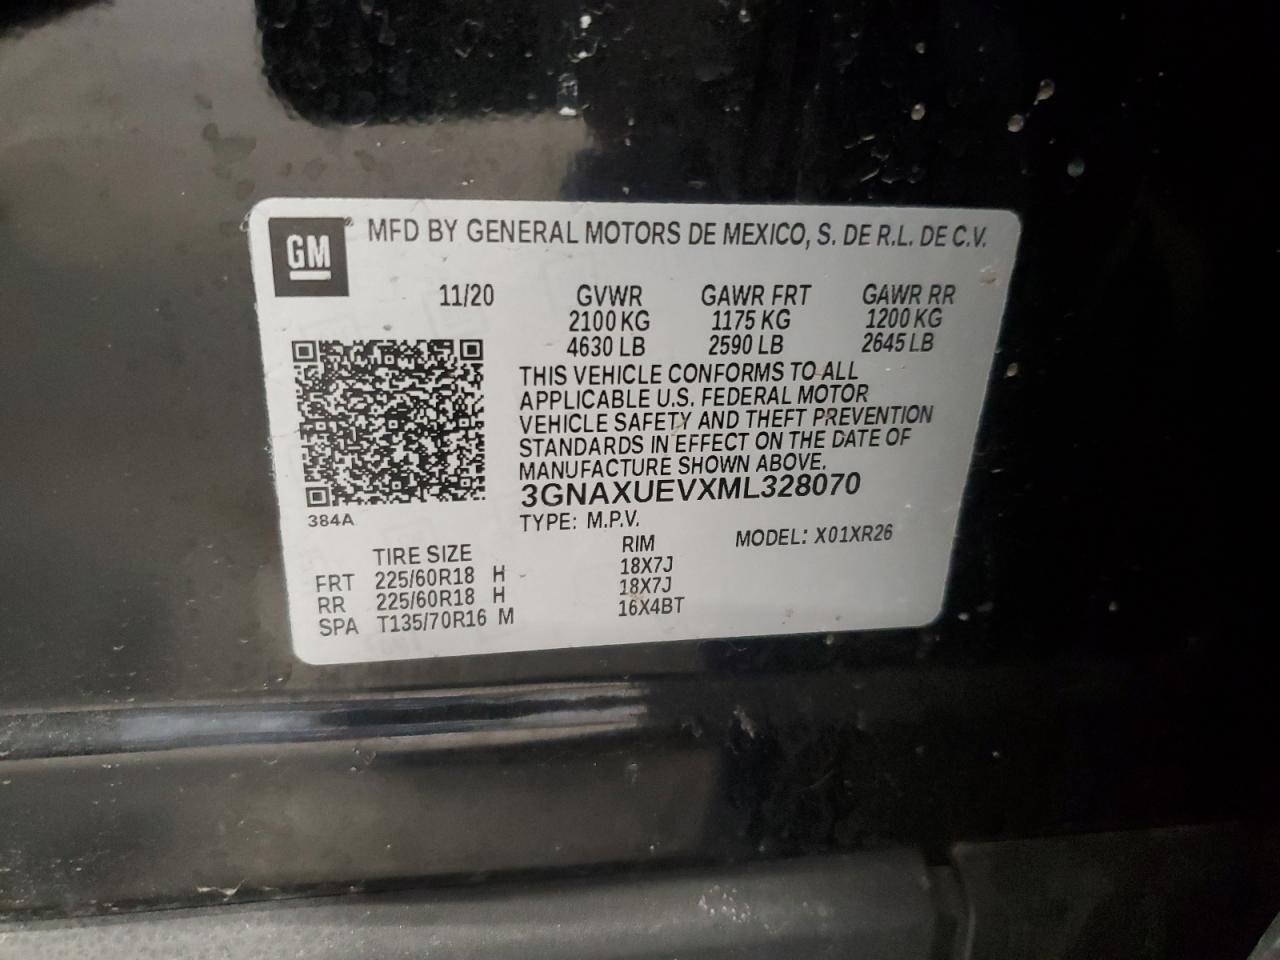 GM
MFD BY GENERAL MOTORS DE MEXICO, S. DE R.L. DE C.V.
11/20 GVWR GAWR FRT GAWR RR
2100 KG 1175 KG 1200 KG
4630 LB 2590 LB 2645 LB
THIS VEHICLE CONFORMS TO ALL
APPLICABLE U.S. FEDERAL MOTOR
VEHICLE SAFETY AND THEFT PREVENTION
STANDARDS IN EFFECT ON THE DATE OF
MANUFACTURE SHOWN ABOVE.
3GNAXUEVXML328070
384A
TYPE: M.P.V. MODEL: X01XR26
TIRE SIZE RIM
FRT 225/60R18 H 18X7J
RR 225/60R18 H 18X7J
SPA T135/70R16 M 16X4BT